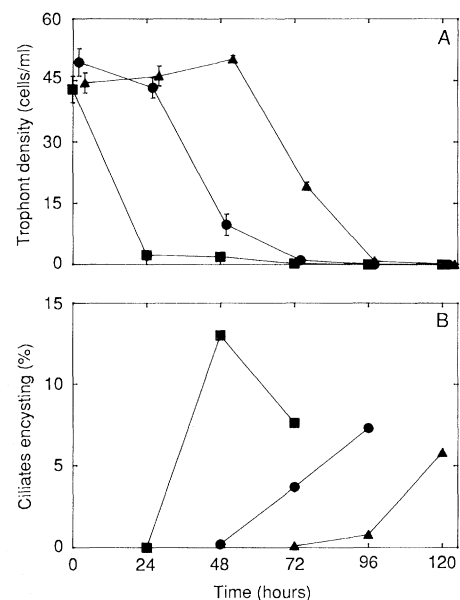 A
60
45
30
15
0
Trophont density (cells/ml)
B
15
10
5
0
Ciliates encysting (%)
0 24 48 72 96 120
Time (hours)